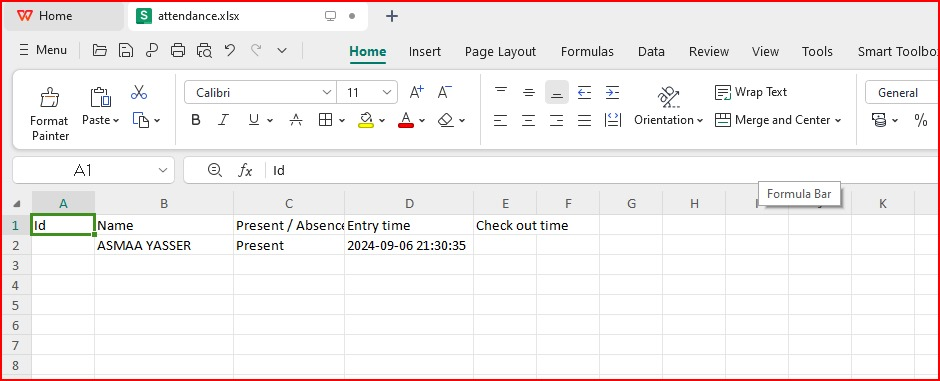 Home
attendance.xlsx
Menu Home Insert Page Layout Formulas Data Review View Tools Smart Toolbo
Format Painter
Paste
Calibri 11
B I U A
Orientation
Wrap Text
Merge and Center
General
%
A1 fx Id
Formula Bar
A B C D E F G H I J K
1 Id Name Present / Absence Entry time Check out time
2 ASMAA YASSER Present 2024-09-06 21:30:35
3
4
5
6
7
8